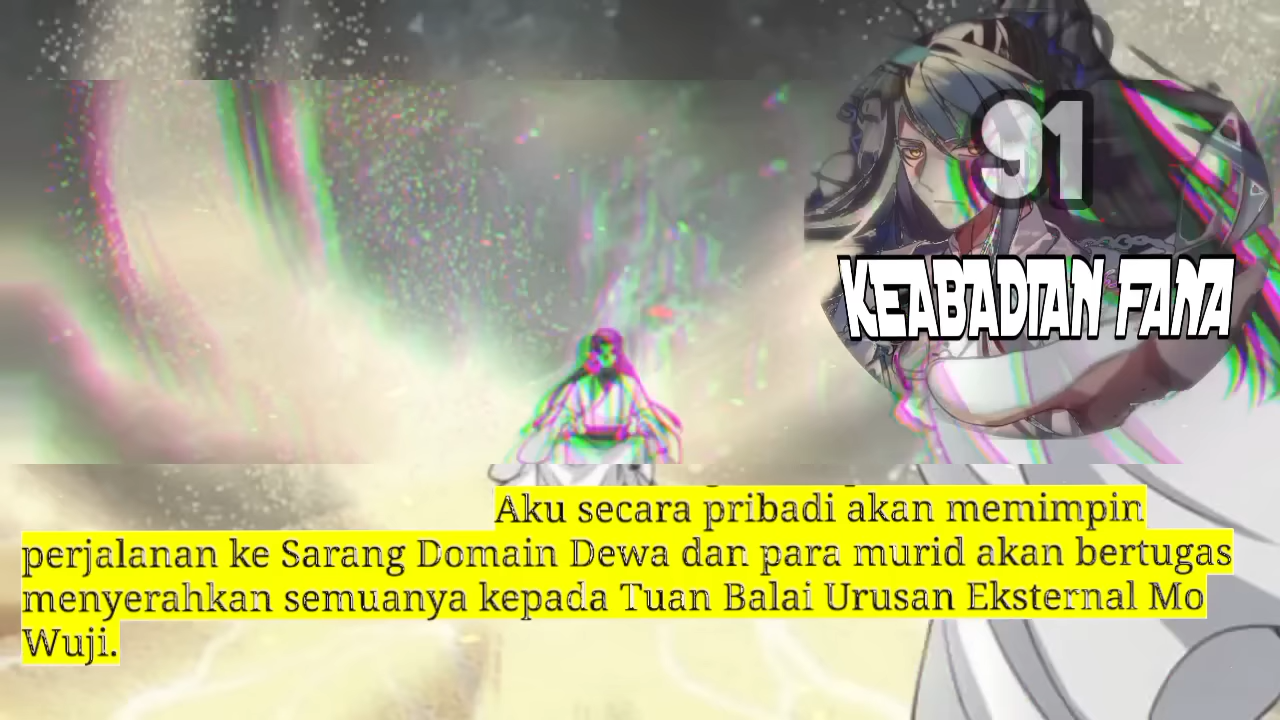 91
KEABADIAN FANA
Aku secara pribadi akan memimpin
perjalanan ke Sarang Domain Dewa dan para murid akan bertugas
menyerahkan semuanya kepada Tuan Balai Urusan Eksternal Mo
Wuji.